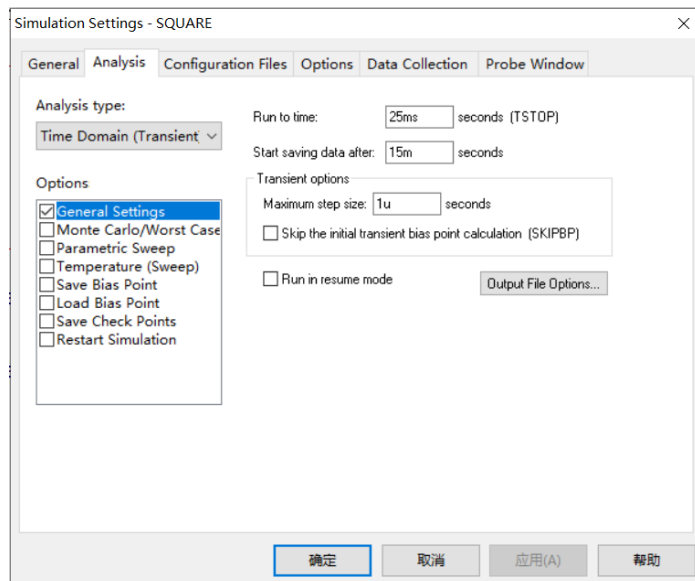 Simulation Settings - SQUARE
General Analysis Configuration Files Options Data Collection Probe Window
Analysis type:
Time Domain (Transient)
Run to time: 25ms seconds (TSTOP)
Start saving data after: 15m seconds
Options
Transient options
Maximum step size: 1u seconds
Skip the initial transient bias point calculation (SKIPBP)
Run in resume mode
Output File Options...
General Settings
Monte Carlo/Worst Case
Parametric Sweep
Temperature (Sweep)
Save Bias Point
Load Bias Point
Save Check Points
Restart Simulation
确定 取消 应用(A) 帮助